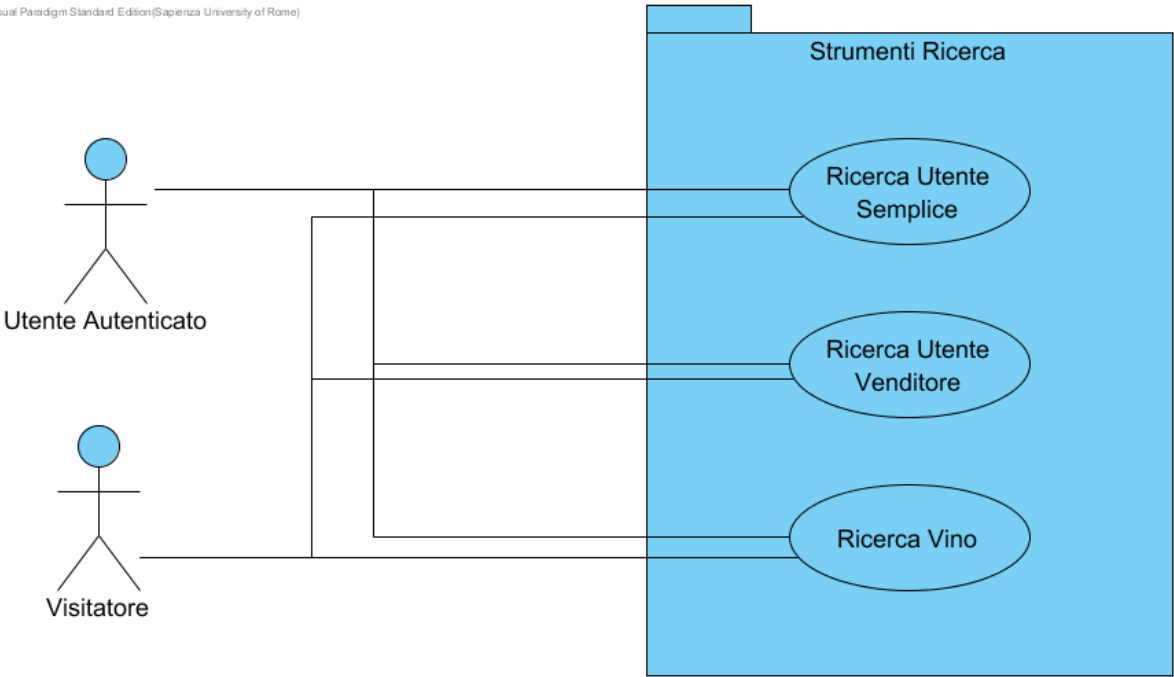 sual Paradigm Standard Edition(Sapienza University of Rome)
Strumenti Ricerca
Ricerca Utente
Semplice
Utente Autenticato
Ricerca Utente
Venditore
Ricerca Vino
Visitatore